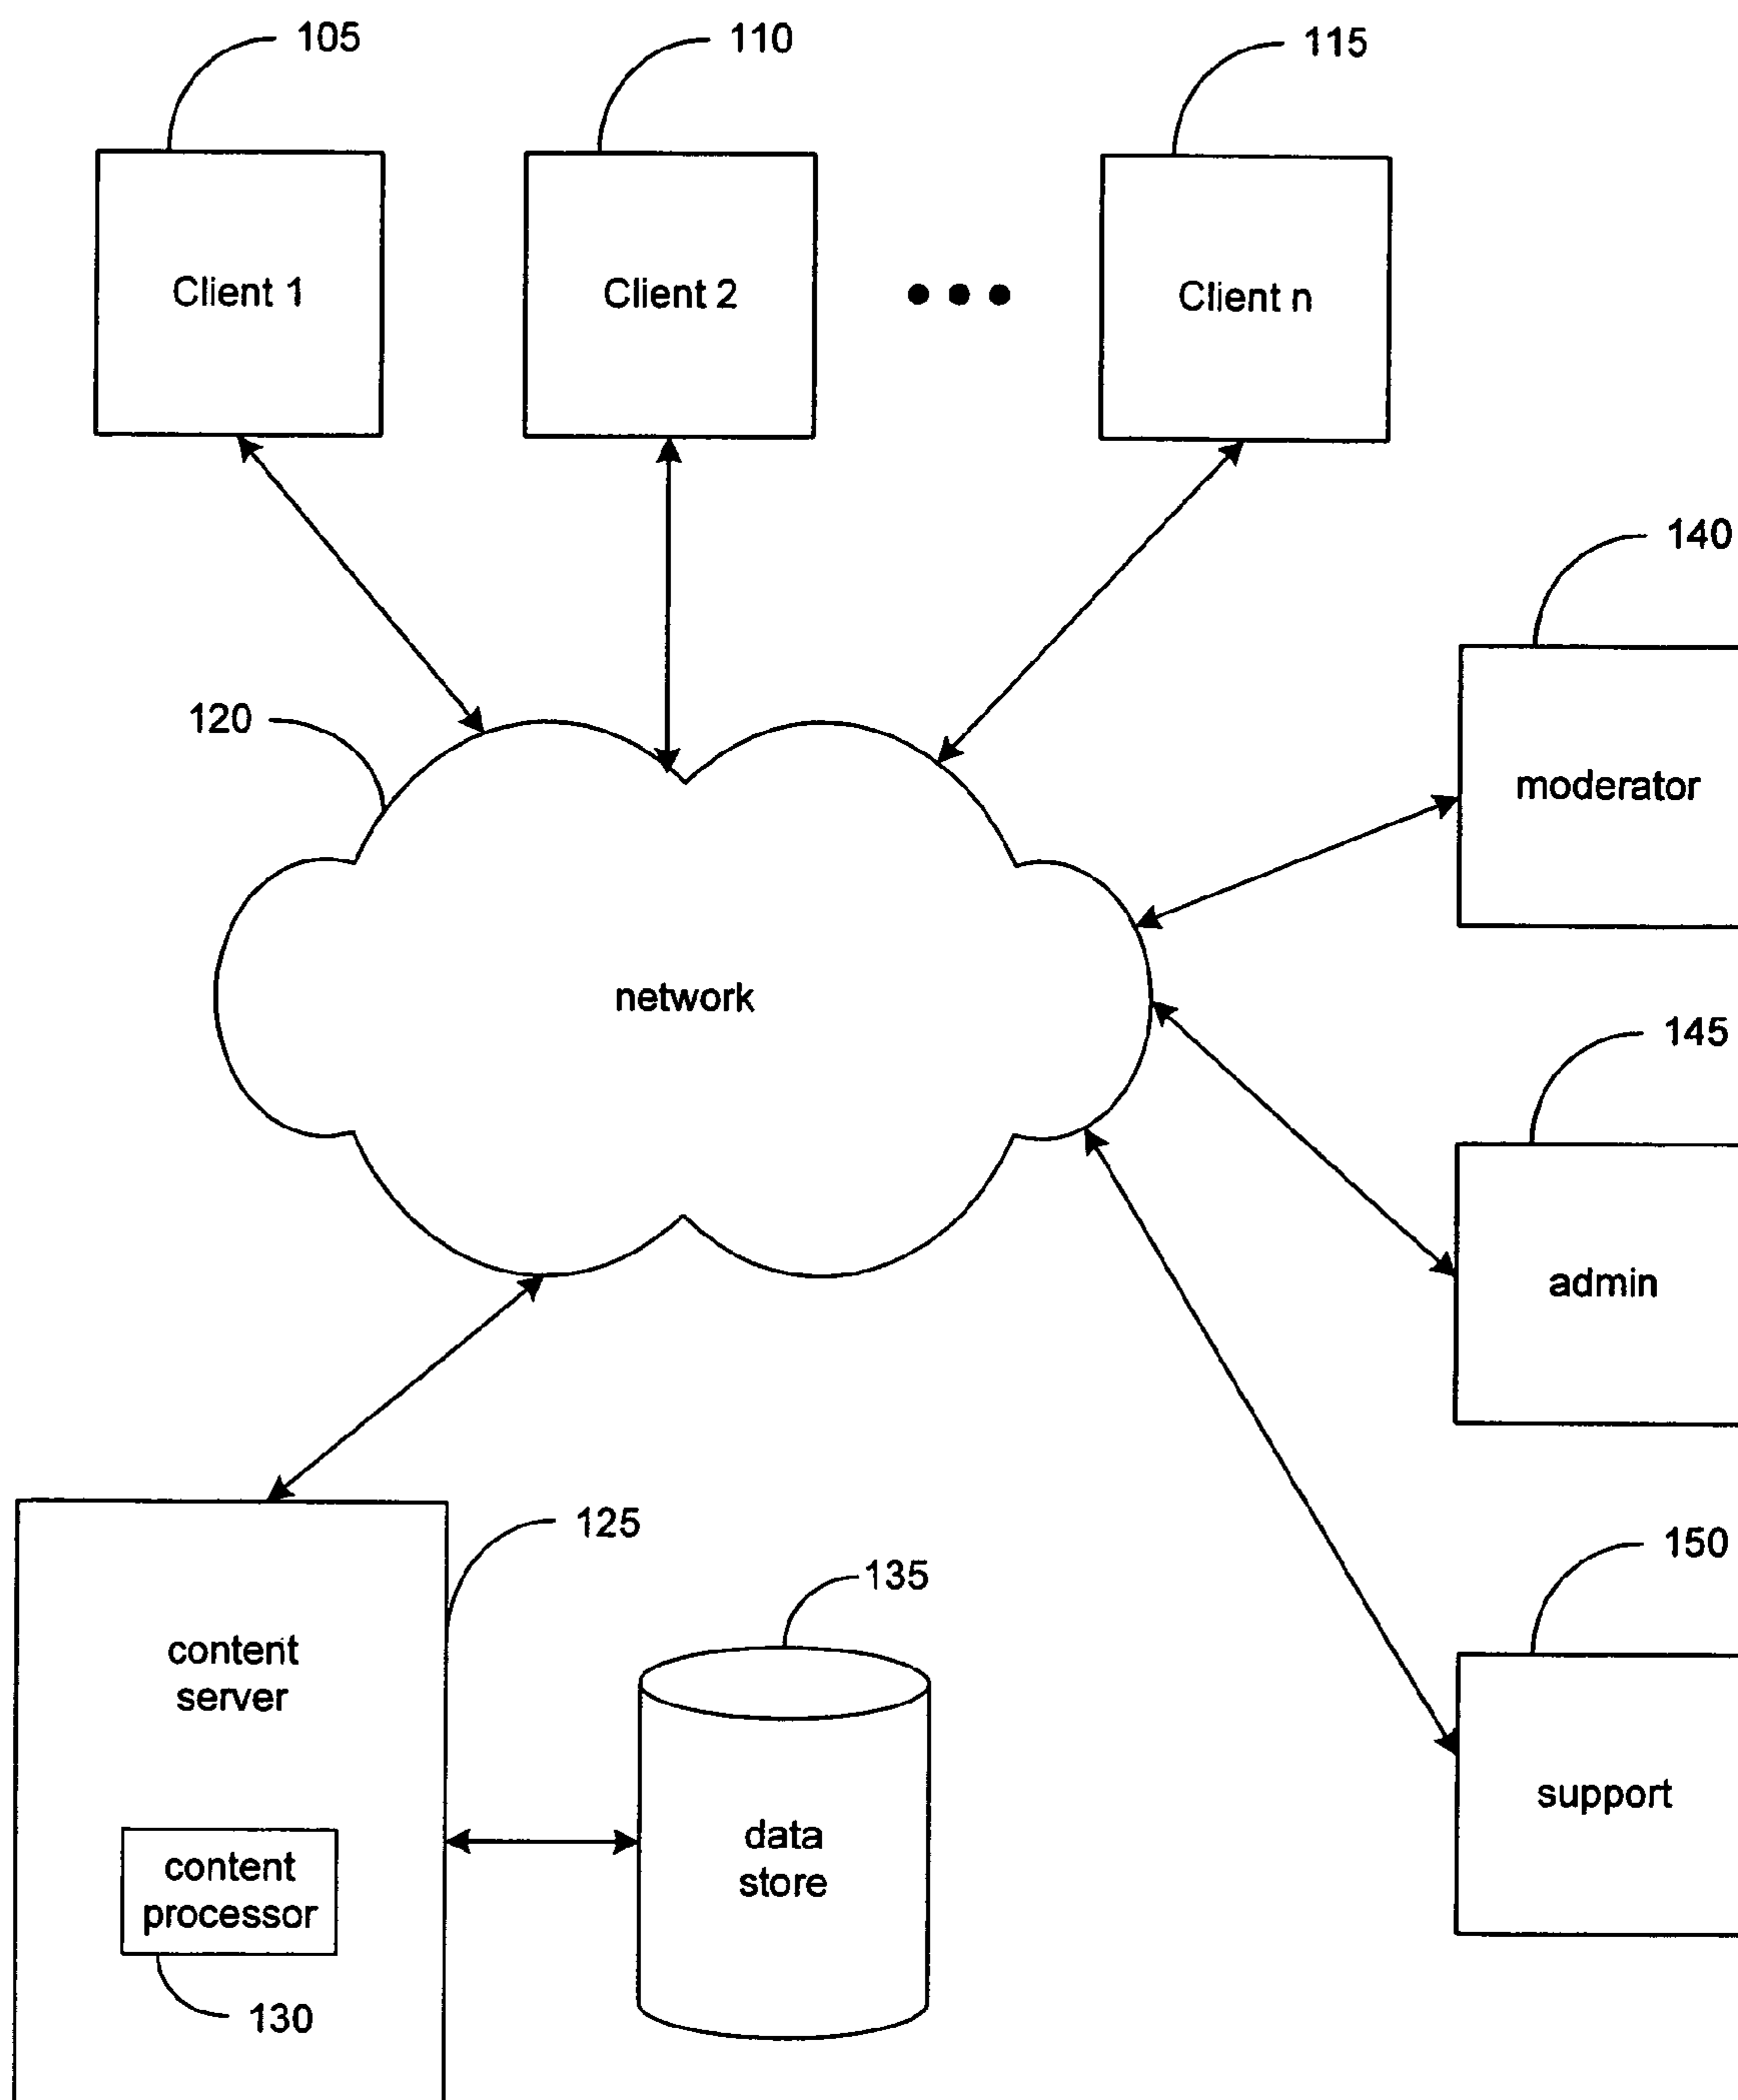 105
110
115
Client 1
Client 2
Client n
140
120
moderator
network
145
admin
125
150
135
content
server
support
data
store
content
processor
130